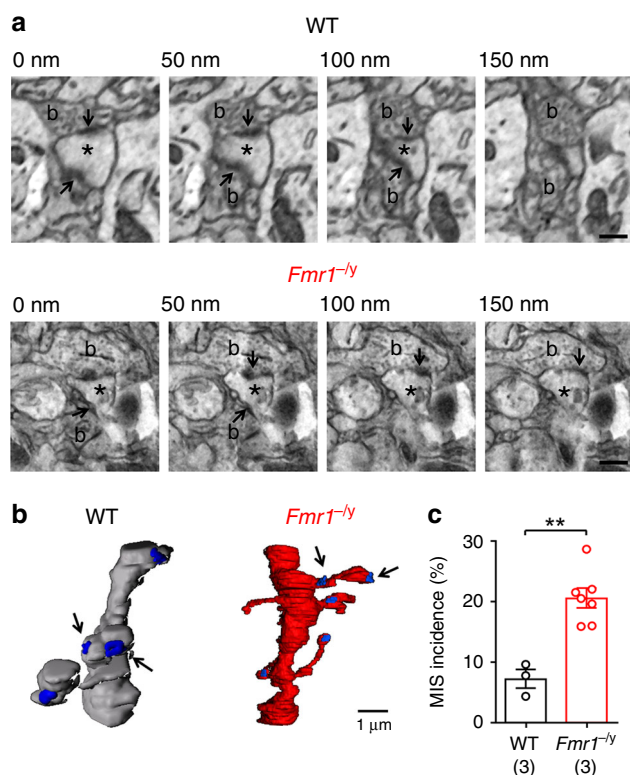 a
WT
0 nm 50 nm 100 nm 150 nm
b b b b
* * *
b b
Fmr1–/y
0 nm 50 nm 100 nm 150 nm
b b b b
* * * *
b b
b
WT Fmr1–/y
1 μm
c
**
MIS incidence (%)
30
20
10
0
WT Fmr1–/y
(3) (3)